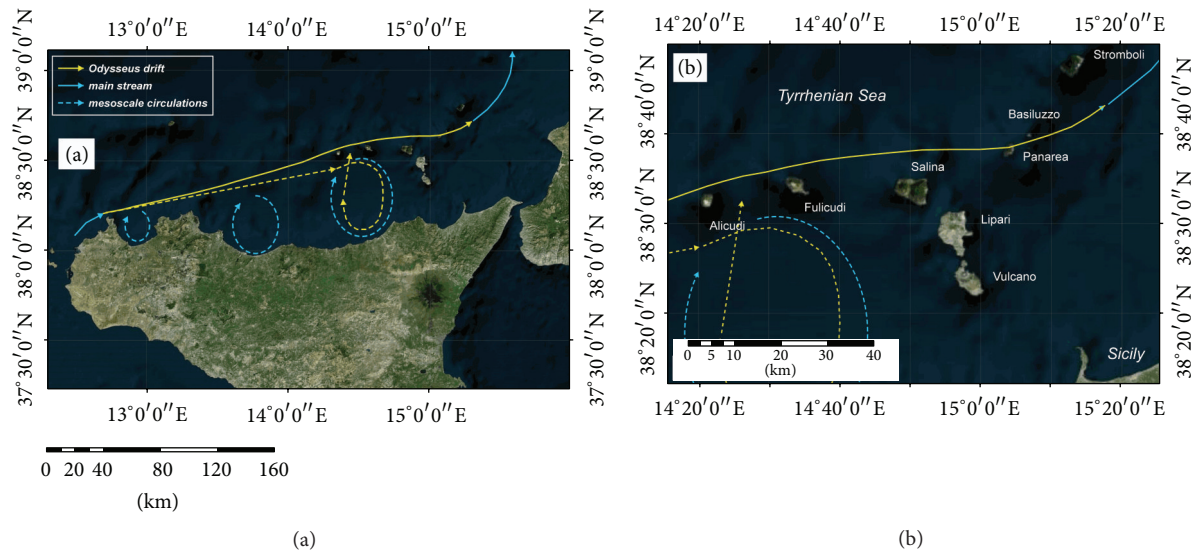 13°0′0″E 14°0′0″E 15°0′0″E
39°0′0″N
38°30′0″N
38°0′0″N
37°30′0″N
Odysseus drift
main stream
mesoscale circulations
(a)
39°0′0″N
38°30′0″N
38°0′0″N
37°30′0″N
13°0′0″E 14°0′0″E 15°0′0″E
0 20 40 80 120 160
(km)
(a)
14°20′0″E 14°40′0″E 15°0′0″E 15°20′0″E
38°40′0″N
38°30′0″N
38°20′0″N
(b)
Stromboli
Tyrrhenian Sea
Basiluzzo
Panarea
Salina
Fulicudi
Alicudi
Lipari
Vulcano
Sicily
0 5 10 20 30 40
(km)
38°40′0″N
38°30′0″N
38°20′0″N
14°20′0″E 14°40′0″E 15°0′0″E 15°20′0″E
(b)